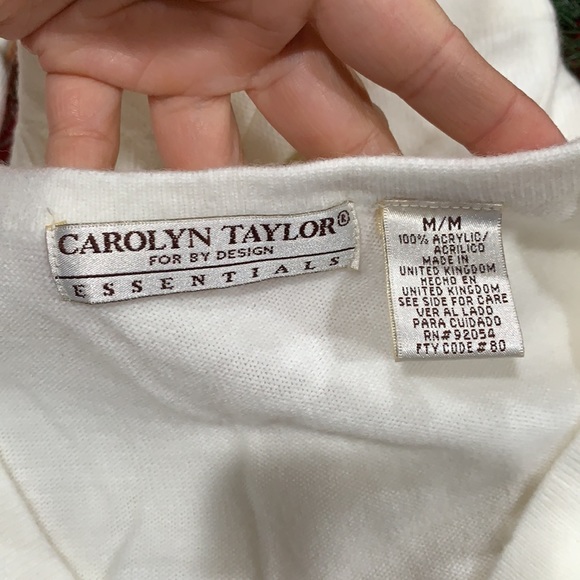 CAROLYN TAYLOR®
FOR BY DESIGN
ESSENTIALS
M/M
100% ACRYLIC/
ACRILICO
MADE IN
UNITED KINGDOM
HECHO EN
UNITED KINGDOM
SEE SIDE FOR CARE
VER AL LADO
PARA CUIDADO
RN# 92054
FTY CODE # 80